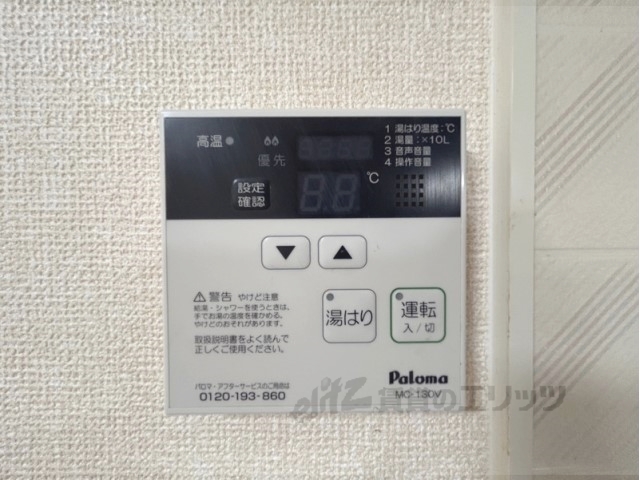 高温
優先
設定
確認
℃
1 湯はり温度:℃
2 湯量:×10L
3 音声音量
4 操作音量
▼ ▲
警告 やけど注意
給湯・シャワーを使うときは、
手でお湯の温度を確かめる。
やけどのおそれがあります。
取扱説明書をよく読んで
正しくご使用ください。
湯はり
運転
入/切
パロマ・アフターサービスのご用命は
0120-193-860
Paloma
MC-130V
elitz 賃貸のエリッツ